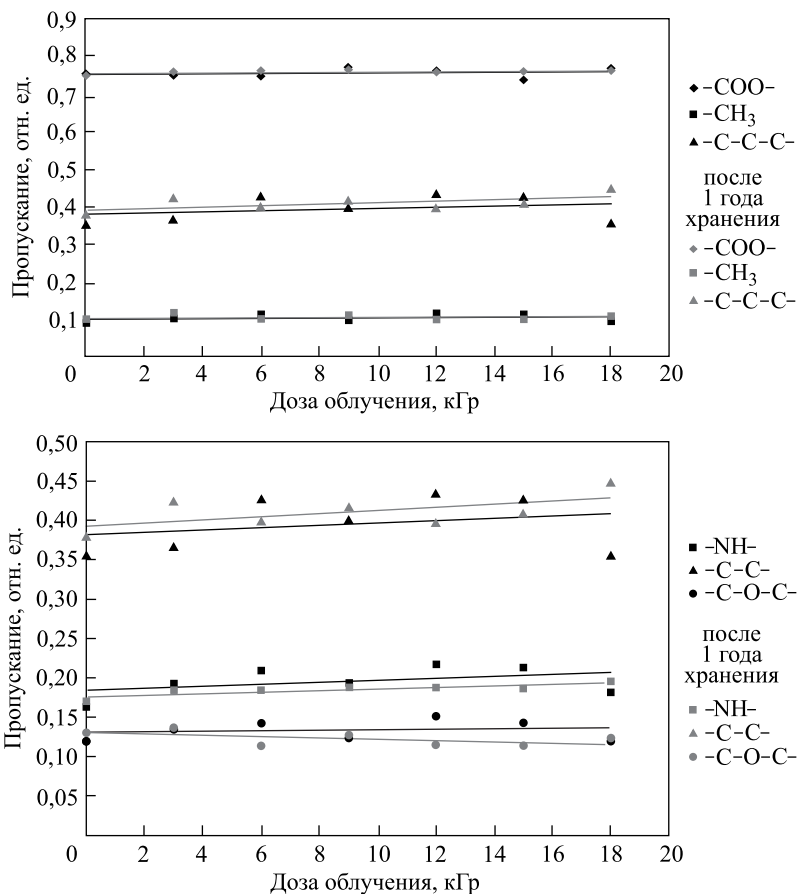 0,9
0,8
0,7
0,6
0,5
0,4
0,3
0,2
0,1
Пропускание, отн. ед.
0 2 4 6 8 10 12 14 16 18 20
Доза облучения, кГр
–COO–
–CH₃
–C–C–C–
после
1 года
хранения
–COO–
–CH₃
–C–C–C–
0,50
0,45
0,40
0,35
0,30
0,25
0,20
0,15
0,10
0,05
Пропускание, отн. ед.
0 2 4 6 8 10 12 14 16 18 20
Доза облучения, кГр
–NH–
–C–C–
–C–O–C–
после
1 года
хранения
–NH–
–C–C–
–C–O–C–